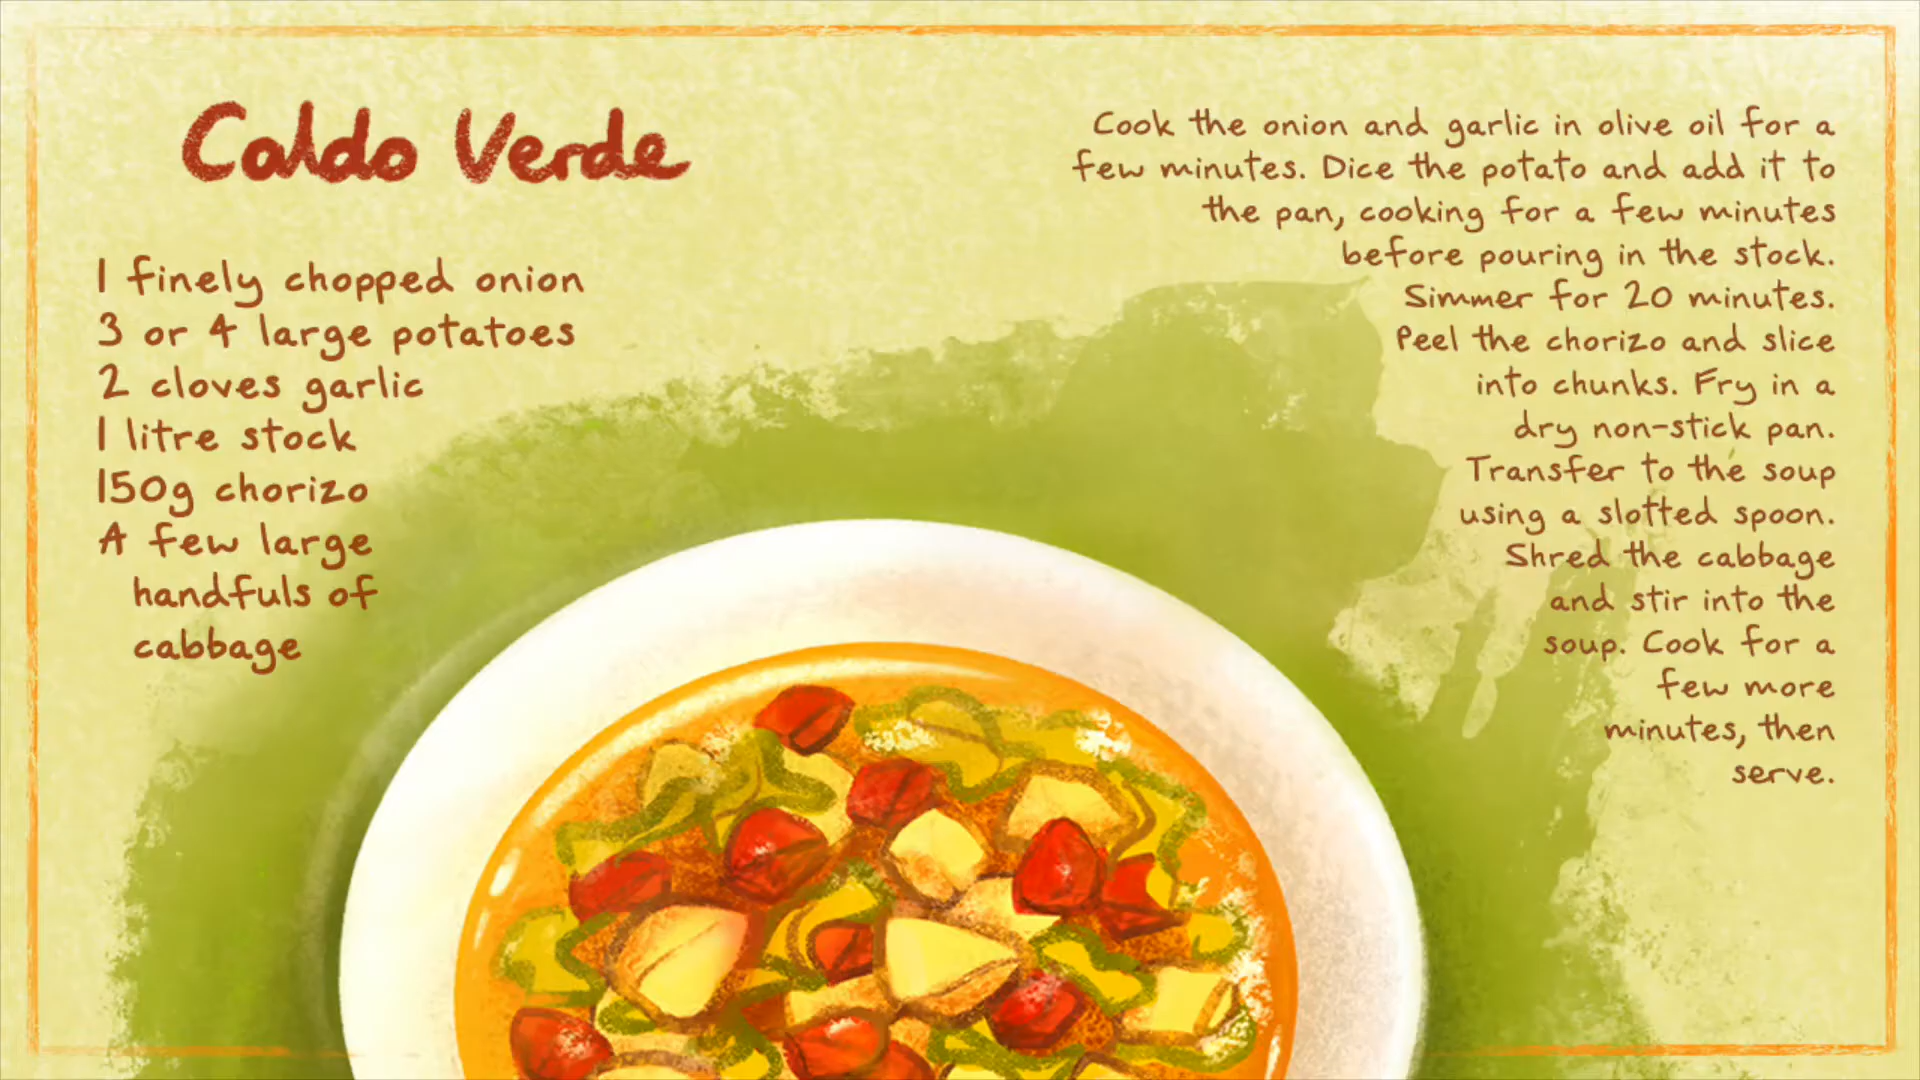 Caldo Verde
1 finely chopped onion
3 or 4 large potatoes
2 cloves garlic
1 litre stock
150g chorizo
A few large
handfuls of
cabbage
Cook the onion and garlic in olive oil for a
few minutes. Dice the potato and add it to
the pan, cooking for a few minutes
before pouring in the stock.
Simmer for 20 minutes.
Peel the chorizo and slice
into chunks. Fry in a
dry non-stick pan.
Transfer to the soup
using a slotted spoon.
Shred the cabbage
and stir into the
soup. Cook for a
few more
minutes, then
serve.